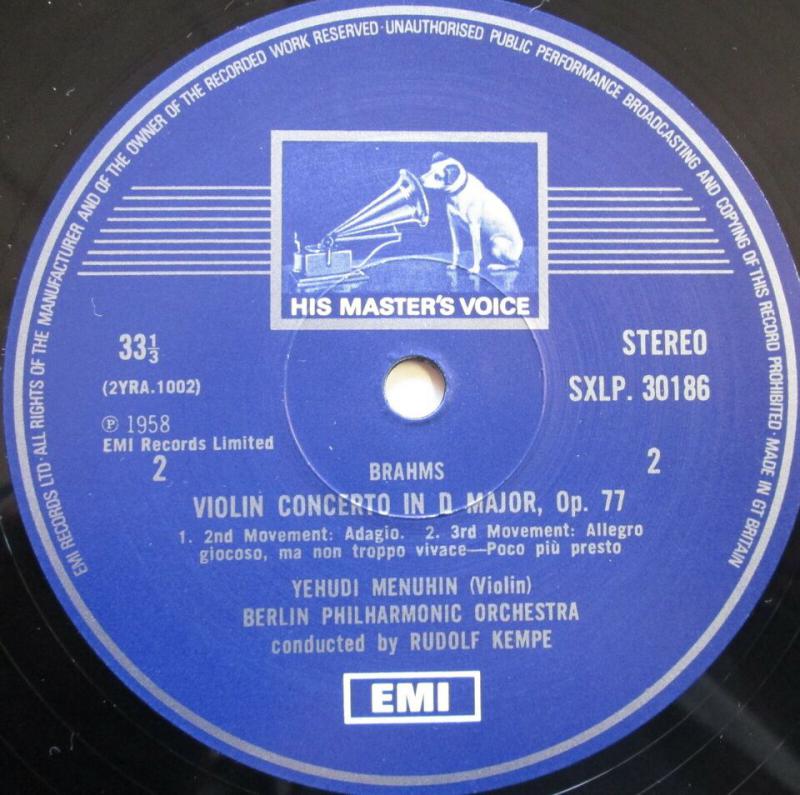 EMI RECORDS LTD·ALL RIGHTS OF THE MANUFACTURER AND OF THE OWNER OF THE RECORDED WORK RESERVED·UNAUTHORISED PUBLIC PERFORMANCE BROADCASTING AND COPYING OF THIS RECORD PROHIBITED·MADE IN GT BRITAIN
HIS MASTER'S VOICE
33⅓
STEREO
(2YRA.1002)
SXLP. 30186
℗ 1958
EMI Records Limited
2
2
BRAHMS
VIOLIN CONCERTO IN D MAJOR, Op. 77
1. 2nd Movement: Adagio. 2. 3rd Movement: Allegro
giocoso, ma non troppo vivace—Poco più presto
YEHUDI MENUHIN (Violin)
BERLIN PHILHARMONIC ORCHESTRA
conducted by RUDOLF KEMPE
EMI